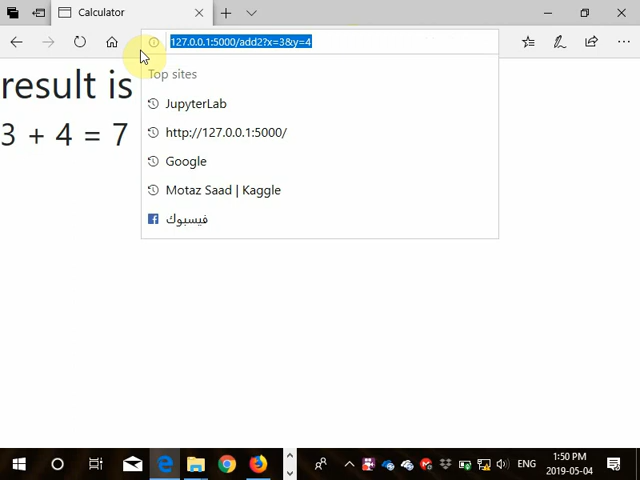 Calculator
127.0.0.1:5000/add2?x=3&y=4
result is
Top sites
JupyterLab
3 + 4 = 7
http://127.0.0.1:5000/
Google
Motaz Saad | Kaggle
فيسبوك
ENG
1:50 PM
2019-05-04